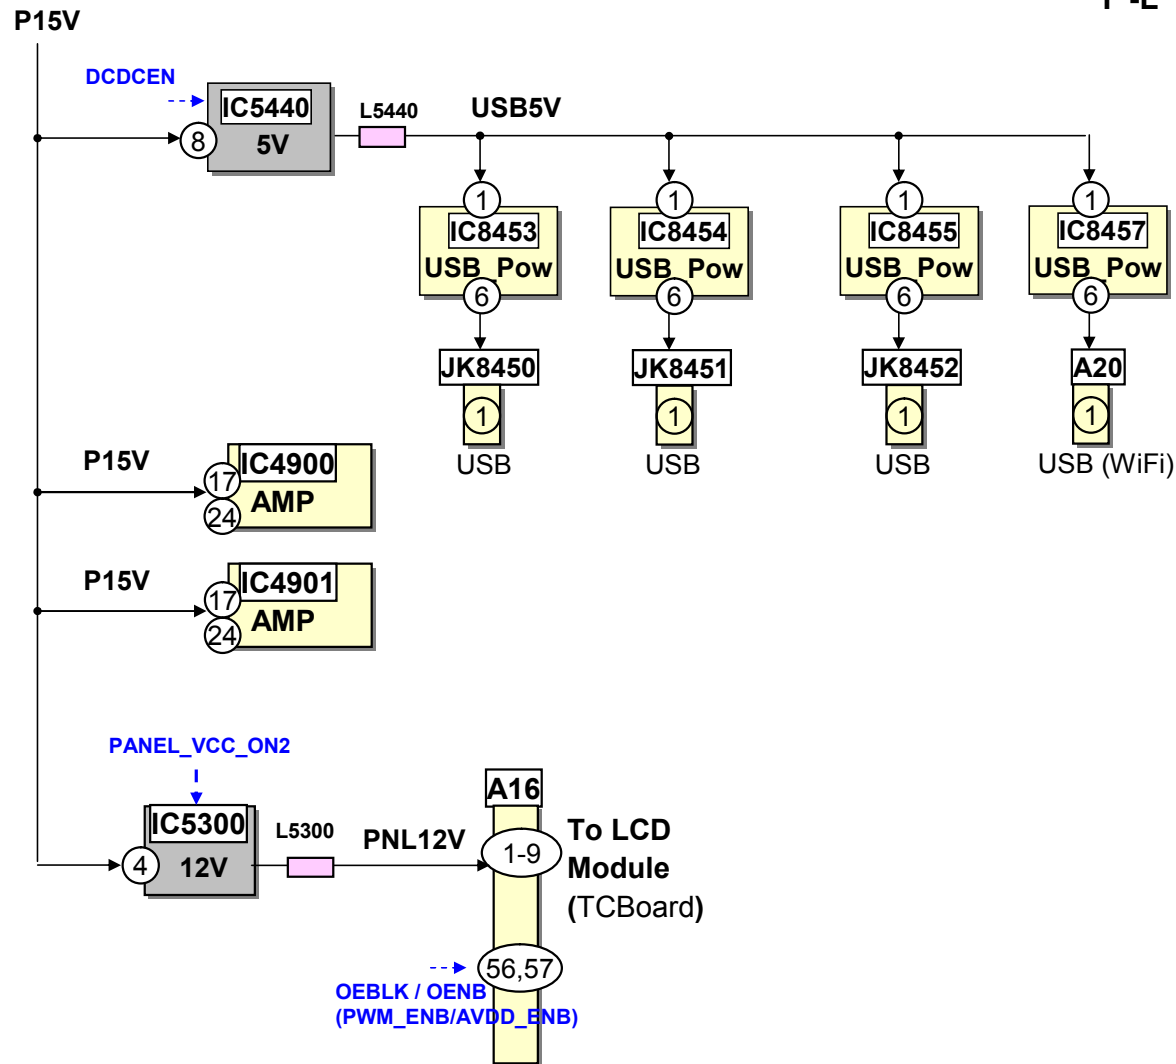 P15V
DCDCEN
IC5440
5V
8
L5440
USB5V
1
1
1
1
IC8453
IC8454
IC8455
IC8457
USB_Pow
USB_Pow
USB_Pow
USB_Pow
6
6
6
6
JK8450
JK8451
JK8452
A20
1
1
1
1
USB
USB
USB
USB (WiFi)
P15V
IC4900
17
AMP
24
P15V
IC4901
17
AMP
24
PANEL_VCC_ON2
IC5300
12V
4
L5300
PNL12V
A16
1-9
To LCD
Module
(TCBoard)
56,57
OEBLK / OENB
(PWM_ENB/AVDD_ENB)